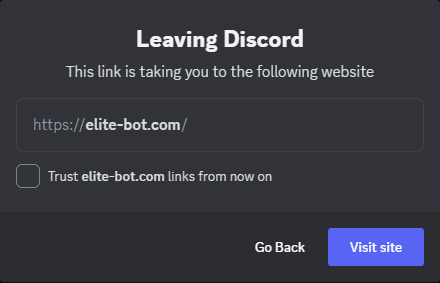 Leaving Discord
This link is taking you to the following website
https://elite-bot.com/
Trust elite-bot.com links from now on
Go Back Visit site